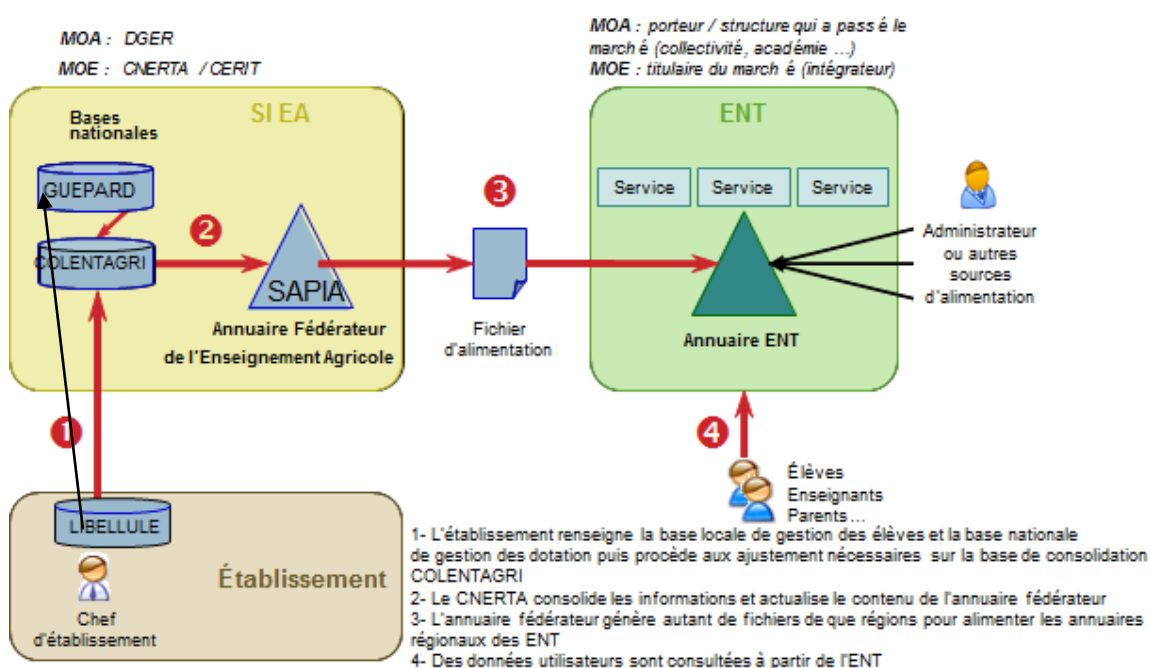 MOA : DGER
MOE : CNERTA / CERIT
MOA : porteur / structure qui a pass é le
march é (collectivité, académie ...)
MOE : titulaire du march é (intégrateur)
SI EA
Bases
nationales
GUEPARD
COLENTAGRI
2
SAPIA
Annuaire Fédérateur
de l'Enseignement Agricole
3
Fichier
d'alimentation
ENT
Service
Service
Service
Annuaire ENT
Administrateur
ou autres
sources
d'alimentation
1
4
Élèves
Enseignants
Parents ...
LIBELLULE
Établissement
Chef
d'établissement
1- L'établissement renseigne la base locale de gestion des élèves et la base nationale
de gestion des dotation puis procède aux ajustement nécessaires sur la base de consolidation
COLENTAGRI
2- Le CNERTA consolide les informations et actualise le contenu de l'annuaire fédérateur
3- L'annuaire fédérateur génère autant de fichiers de que régions pour alimenter les annuaires
régionaux des ENT
4- Des données utilisateurs sont consultées à partir de l'ENT